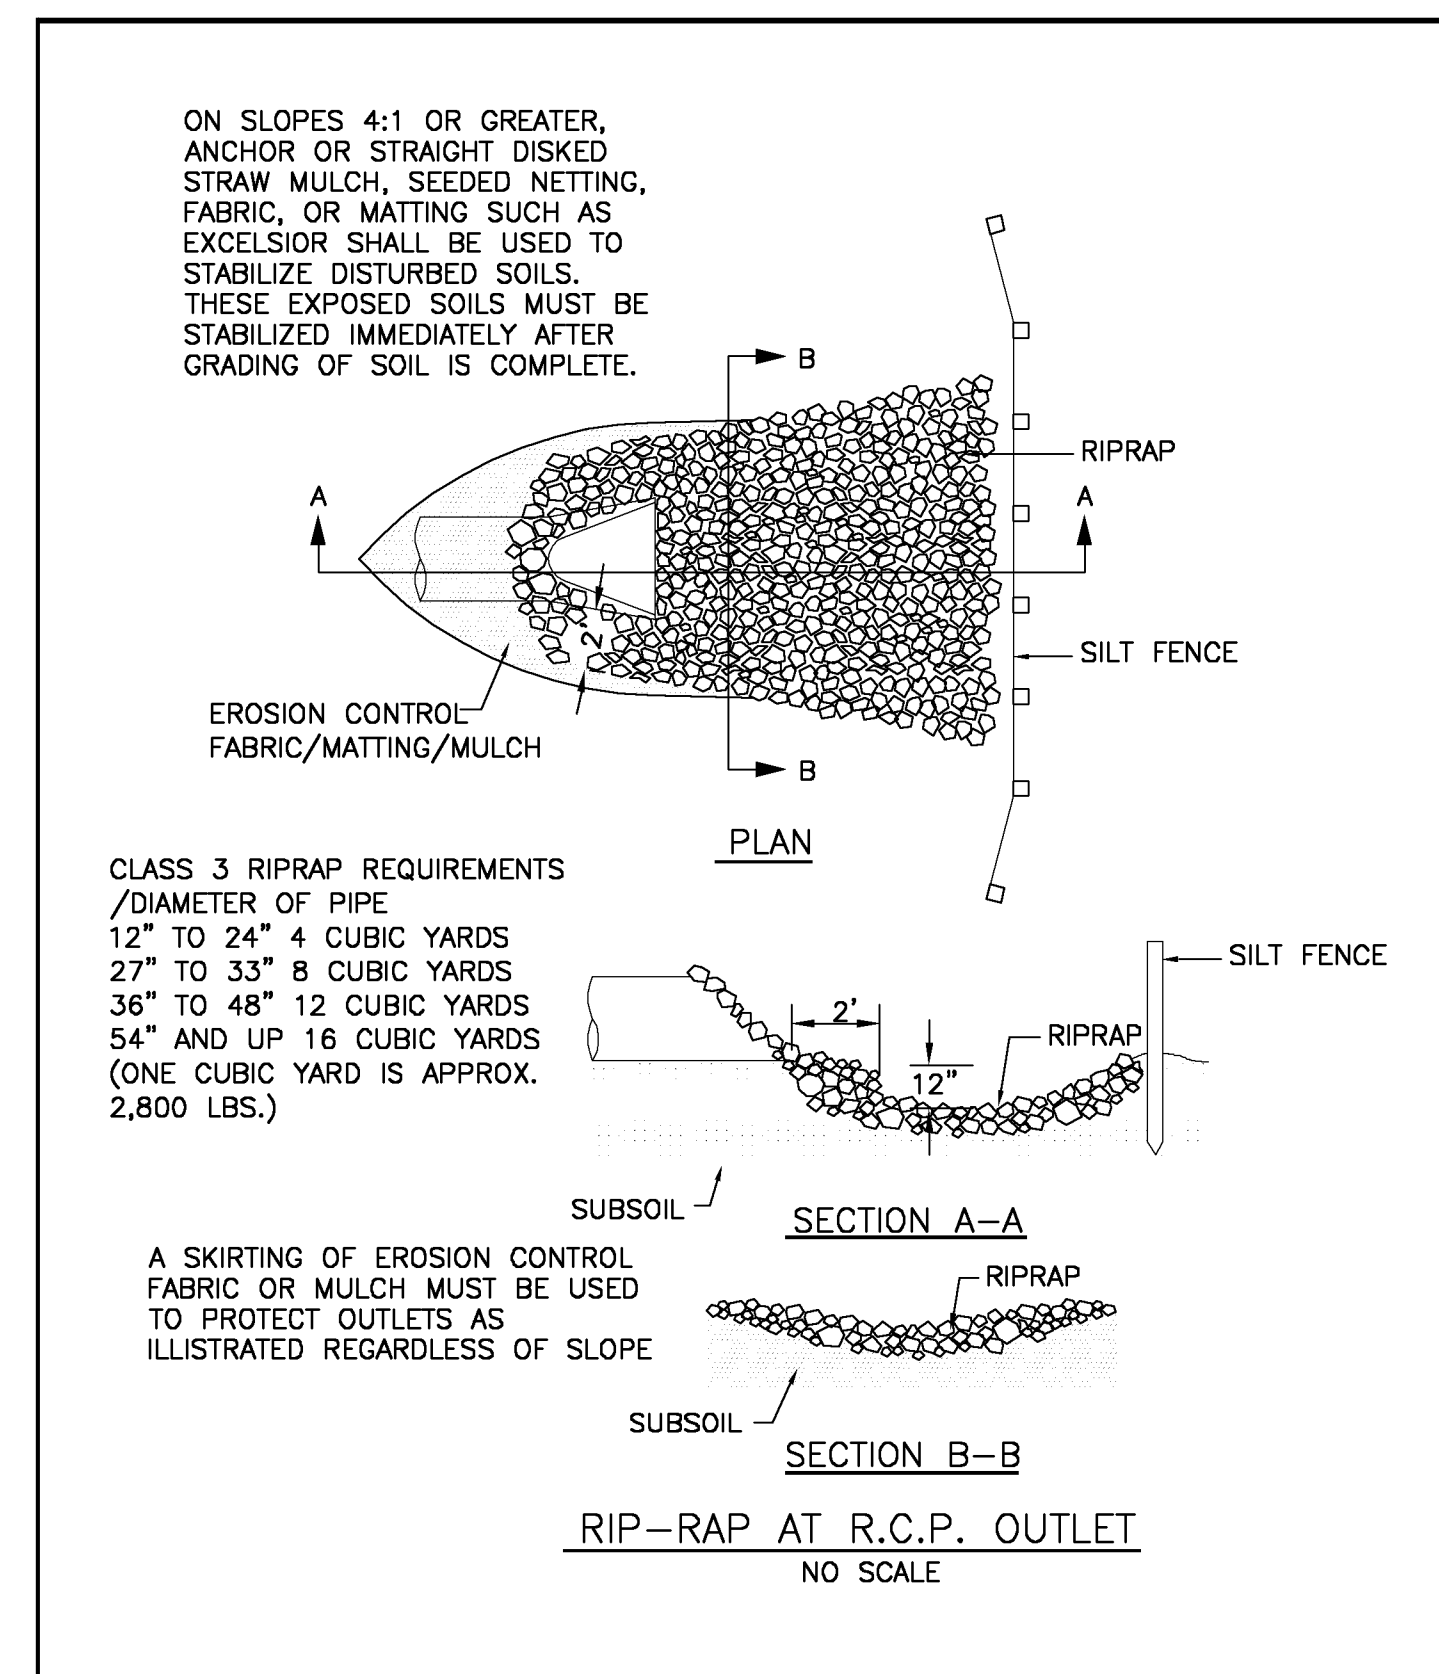 ON SLOPES 4:1 OR GREATER,
ANCHOR OR STRAIGHT DISKED
STRAW MULCH, SEEDED NETTING,
FABRIC, OR MATTING SUCH AS
EXCELSIOR SHALL BE USED TO
STABILIZE DISTURBED SOILS.
THESE EXPOSED SOILS MUST BE
STABILIZED IMMEDIATELY AFTER
GRADING OF SOIL IS COMPLETE.
B
RIPRAP
A
A
2'
SILT FENCE
EROSION CONTROL
FABRIC/MATTING/MULCH
B
PLAN
CLASS 3 RIPRAP REQUIREMENTS
/DIAMETER OF PIPE
12" TO 24" 4 CUBIC YARDS
27" TO 33" 8 CUBIC YARDS
36" TO 48" 12 CUBIC YARDS
54" AND UP 16 CUBIC YARDS
(ONE CUBIC YARD IS APPROX.
2,800 LBS.)
SILT FENCE
2'
RIPRAP
12"
SUBSOIL
SECTION A-A
A SKIRTING OF EROSION CONTROL
FABRIC OR MULCH MUST BE USED
TO PROTECT OUTLETS AS
ILLISTRATED REGARDLESS OF SLOPE
RIPRAP
SUBSOIL
SECTION B-B
RIP-RAP AT R.C.P. OUTLET
NO SCALE